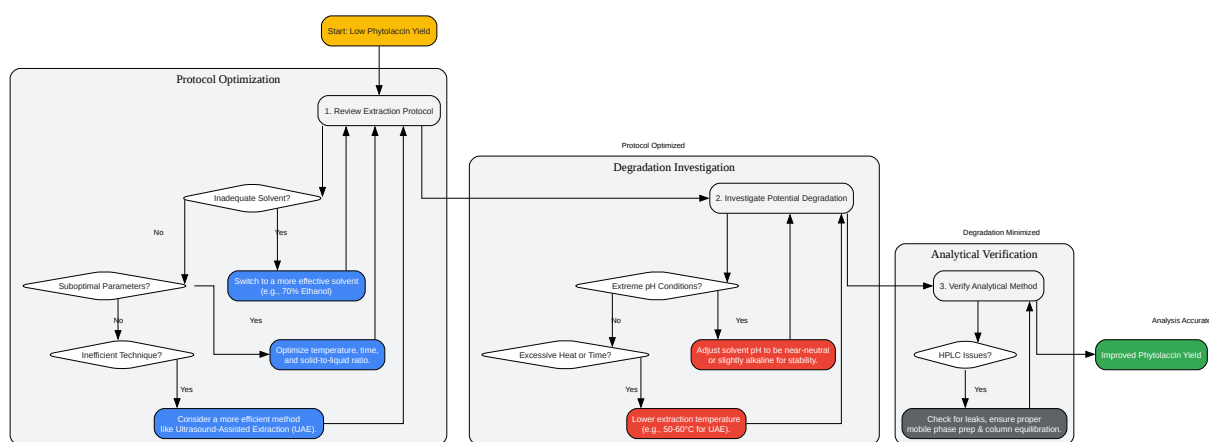 Start: Low Phytolaccin Yield
Protocol Optimization
1. Review Extraction Protocol
Inadequate Solvent?
No
Yes
Suboptimal Parameters?
Switch to a more effective solvent
(e.g., 70% Ethanol)
No
Yes
Inefficient Technique?
Optimize temperature, time,
and solid-to-liquid ratio.
Yes
Consider a more efficient method
like Ultrasound-Assisted Extraction (UAE).
Protocol Optimized
Degradation Investigation
2. Investigate Potential Degradation
Extreme pH Conditions?
No
Yes
Excessive Heat or Time?
Adjust solvent pH to be near-neutral
or slightly alkaline for stability.
Yes
Lower extraction temperature
(e.g., 50-60°C for UAE).
Degradation Minimized
Analytical Verification
3. Verify Analytical Method
HPLC Issues?
Yes
Check for leaks, ensure proper
mobile phase prep & column equilibration.
Analysis Accurate
Improved Phytolaccin Yield